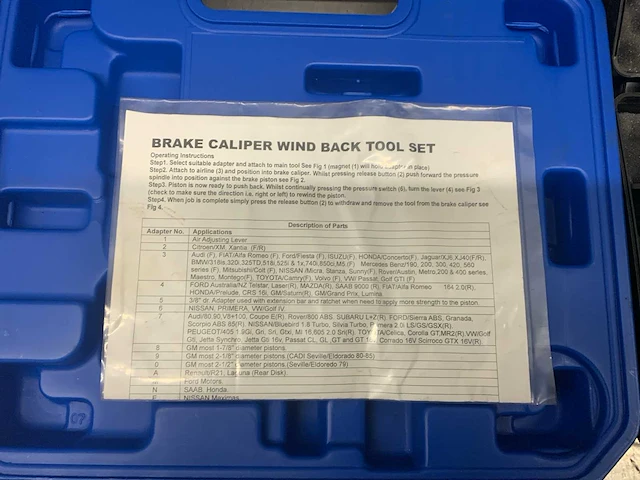 BRAKE CALIPER WIND BACK TOOL SET
Operating Instructions
Step1. Select suitable adapter and attach to main tool See Fig 1 (magnet (1) will hold adapter in place)
Step2. Attach to airline (3) and position into brake caliper. Whilst pressing release button (2) push forward the pressure
spindle into position against the brake piston see Fig 2.
Step3. Piston is now ready to push back. Whilst continually pressing the pressure switch (6), turn the lever (4) see Fig 3
(check to make sure the direction i.e. right or left) to rewind the piston.
Step4. When job is complete simply press the release button (2) to withdraw and remove the tool from the brake caliper see
Fig 4.
Description of Parts
Adapter No. Applications
1 Air Adjusting Lever
2 Citroen/XM, Xantia (F/R)
3 Audi (F), FIAT/Alfa Romeo (F), Ford/Fiesta (F), ISUZU(F), HONDA/Concerto(F), Jaguar/XJ6 XJ40(F/R),
BMW/318is,320i,325TD,518i,525i & 1x,740i,850ci,M5 (F) Mercedes Benz/190, 200, 300, 420, 560
series (F), Mitsubishi/Colt (F), NISSAN /Micra, Stanza, Sunny(F), Rover/Austin, Metro,200 & 400 series,
Maestro, Montego(F), TOYOTA/Camry(F), Volvo (F), VW/ Passat, Golf GTI (F)
4 FORD Australia/NZ Telstar, Laser(R), MAZDA(R), SAAB 9000 (R), FIAT/Alfa Romeo 164 2.0(R),
HONDA/Prelude, CRS 16i, GM/Saturn(R), GM/Grand Prix, Lumina
5 3/8" dr. Adapter used with extension bar and ratchet when need to apply more strength to the piston.
6 NISSAN, PRIMERA, VW/Golf IV
7 Audi/80,90,V8+100, Coupe E(R), Rover/800 ABS, SUBARU L+Z(R), FORD/Sierra ABS, Granada,
Scorpio ABS 85(R), NISSAN/Bluebird 1.8 Turbo, Silvia Turbo, Primera 2.0i LS/GS/GSX(R),
PEUGEOT/405 1.9Gi, Gri, Sri, Gtxi, MI 16,605 2.0 Sri(R), TOYOTA/Celica, Corolla GT,MR2(R),VW/Golf
Gti, Jetta Synchro, Jetta Gti 16v, Passat CL, GL, GT and GT 1.8, Corrado 16V Scirroco GTX 16V(R)
8 GM most 1-7/8" diameter pistons.
9 GM most 2-1/8" diameter pistons. (CADI Seville/Eldorado 80-85)
0 GM most 2-1/2" diameter pistons.(Seville/Eldorado 79)
A Renault/R21, Laguna (Rear Disk)
M Ford Motors.
N SAAB, Honda.
F NISSAN Maximas